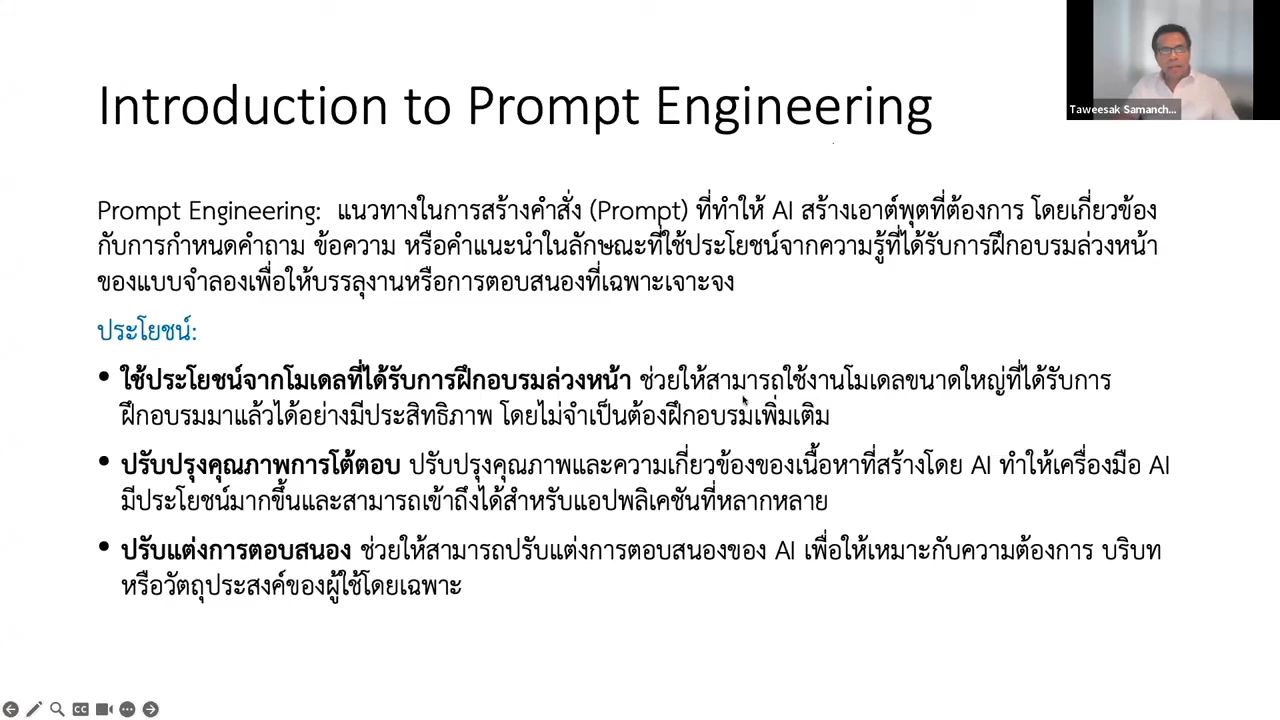 Introduction to Prompt Engineering
Taweesak Samanch...
Prompt Engineering: แนวทางในการสร้างคำสั่ง (Prompt) ที่ทำให้ AI สร้างเอาต์พุตที่ต้องการ โดยเกี่ยวข้อง
กับการกำหนดคำถาม ข้อความ หรือคำแนะนำในลักษณะที่ใช้ประโยชน์จากความรู้ที่ได้รับการฝึกอบรมล่วงหน้า
ของแบบจำลองเพื่อให้บรรลุงานหรือการตอบสนองที่เฉพาะเจาะจง
ประโยชน์:
• ใช้ประโยชน์จากโมเดลที่ได้รับการฝึกอบรมล่วงหน้า ช่วยให้สามารถใช้งานโมเดลขนาดใหญ่ที่ได้รับการ
ฝึกอบรมมาแล้วได้อย่างมีประสิทธิภาพ โดยไม่จำเป็นต้องฝึกอบรมเพิ่มเติม
• ปรับปรุงคุณภาพการโต้ตอบ ปรับปรุงคุณภาพและความเกี่ยวข้องของเนื้อหาที่สร้างโดย AI ทำให้เครื่องมือ AI
มีประโยชน์มากขึ้นและสามารถเข้าถึงได้สำหรับแอปพลิเคชันที่หลากหลาย
• ปรับแต่งการตอบสนอง ช่วยให้สามารถปรับแต่งการตอบสนองของ AI เพื่อให้เหมาะกับความต้องการ บริบท
หรือวัตถุประสงค์ของผู้ใช้โดยเฉพาะ
CC